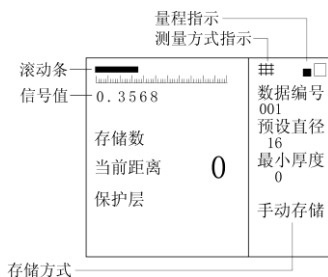 量程指示
测量方式指示
滚动条
信号值
0.3568
存储数
当前距离 0
保护层
数据编号
001
预设直径
16
最小厚度
0
手动存储
存储方式